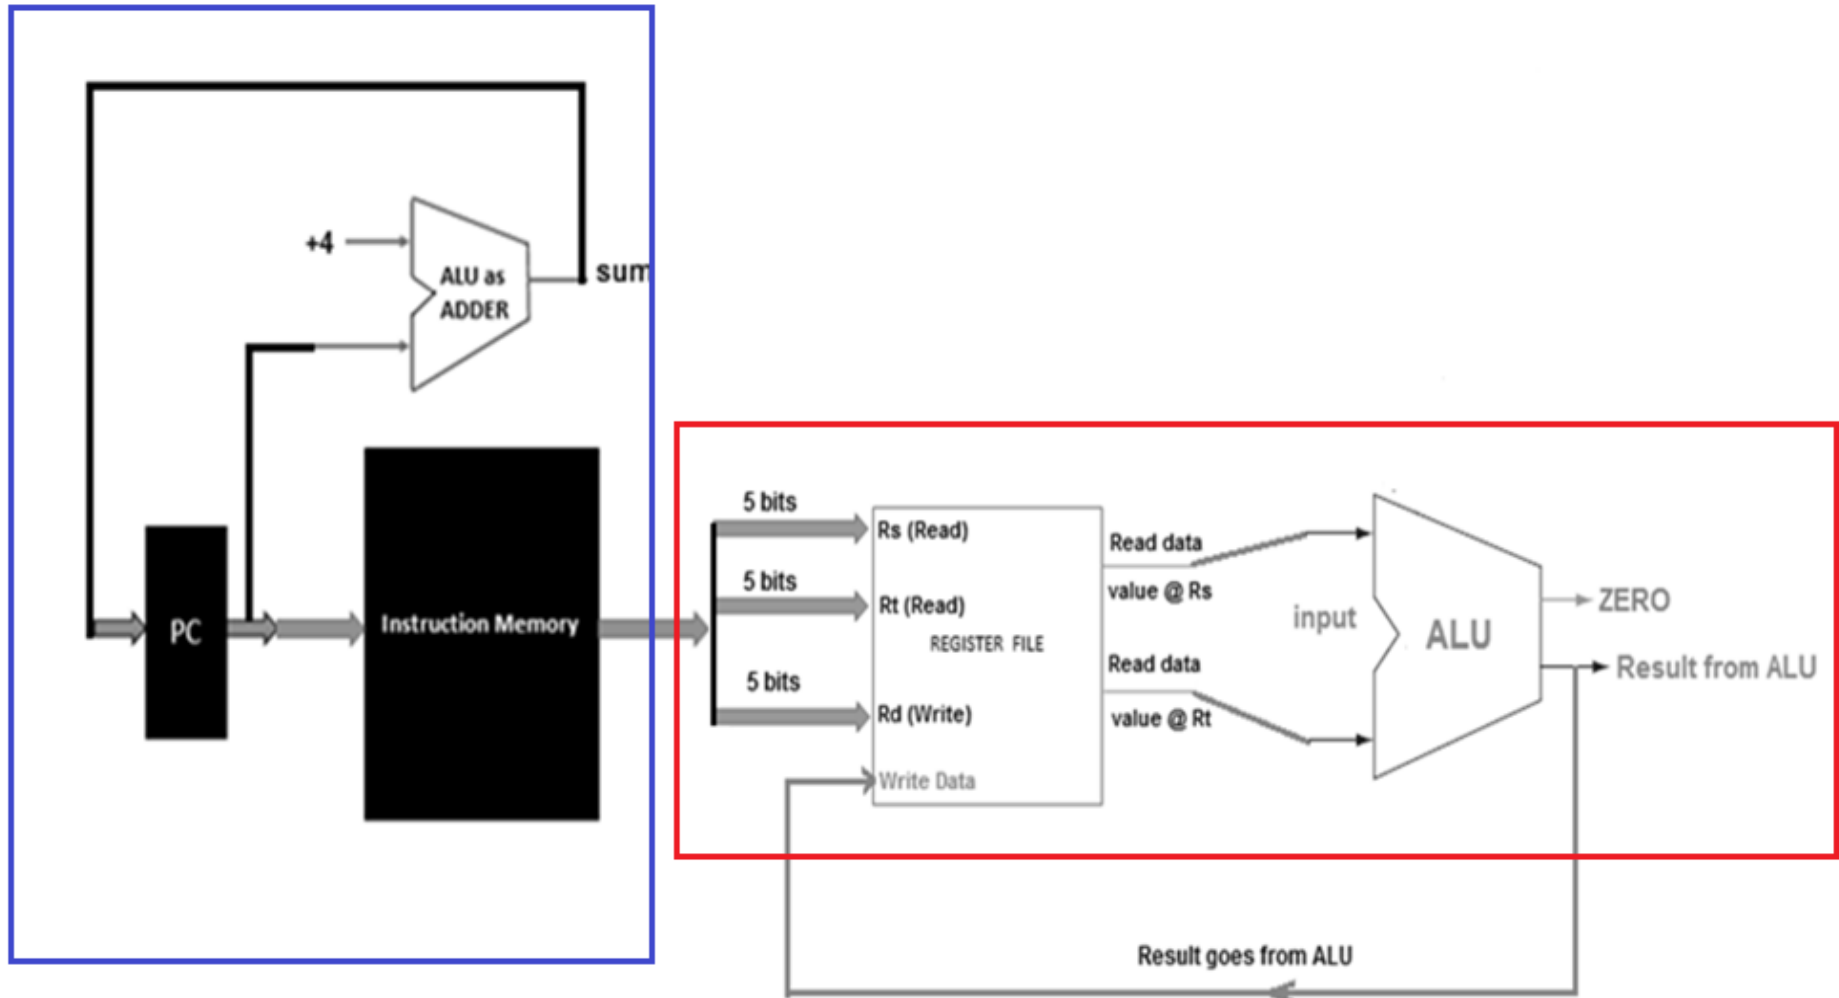 +4
ALU as
ADDER
sum
PC
Instruction Memory
5 bits
5 bits
5 bits
Rs (Read)
Rt (Read)
REGISTER FILE
Rd (Write)
Write Data
Read data
value @ Rs
Read data
value @ Rt
input
ALU
ZERO
Result from ALU
Result goes from ALU